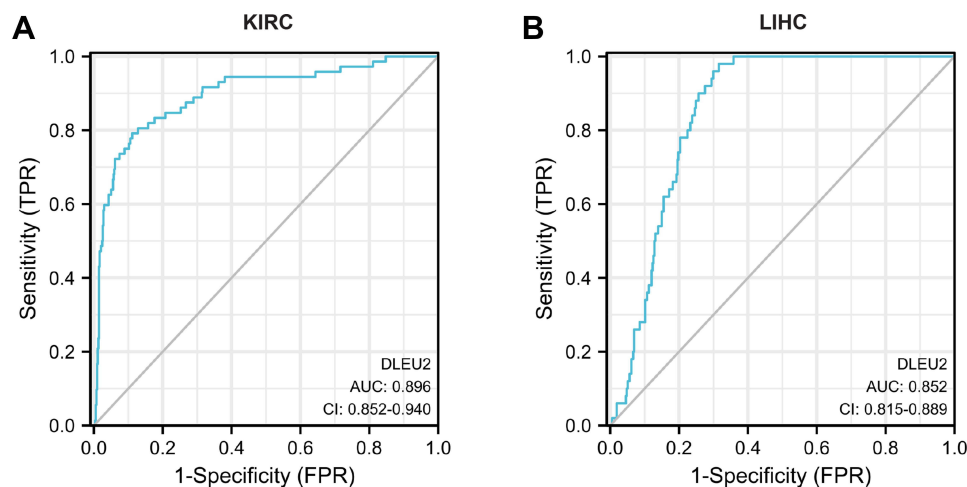 A
KIRC
1.0
0.8
0.6
0.4
0.2
0.0
Sensitivity (TPR)
DLEU2
AUC: 0.896
CI: 0.852-0.940
0.0 0.2 0.4 0.6 0.8 1.0
1-Specificity (FPR)
B
LIHC
1.0
0.8
0.6
0.4
0.2
0.0
Sensitivity (TPR)
DLEU2
AUC: 0.852
CI: 0.815-0.889
0.0 0.2 0.4 0.6 0.8 1.0
1-Specificity (FPR)